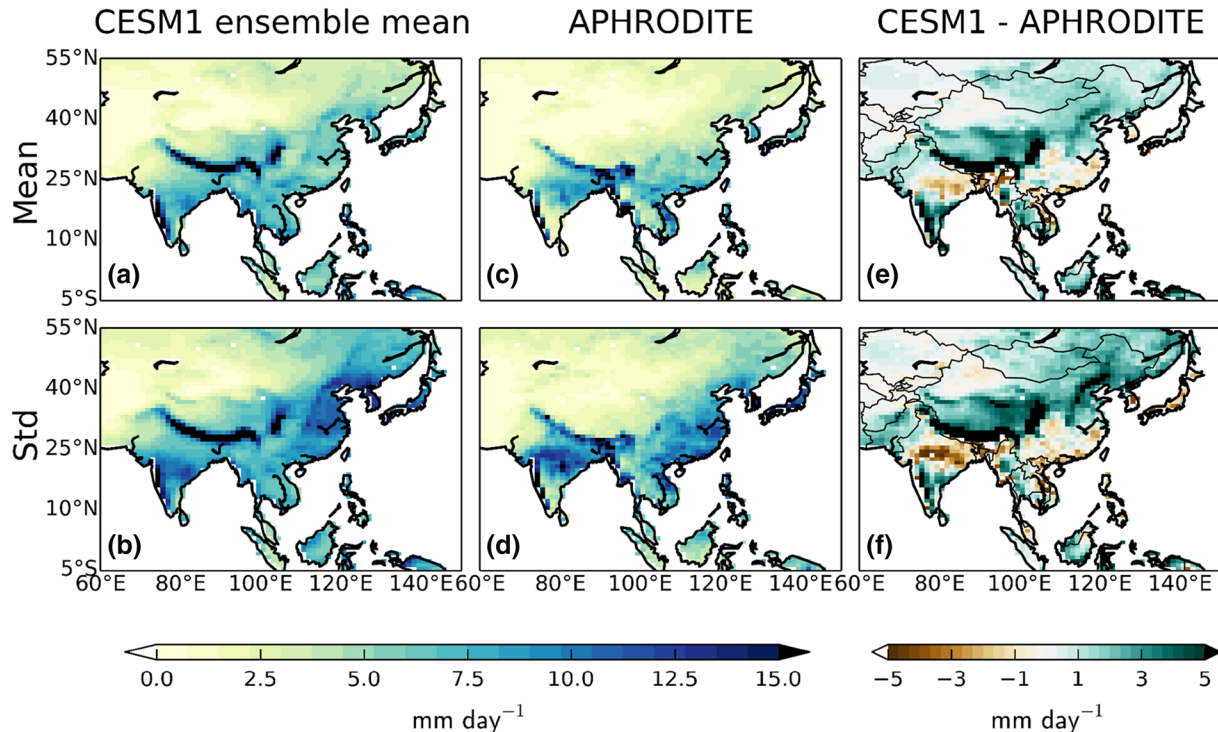 CESM1 ensemble mean APHRODITE CESM1 - APHRODITE
Mean
55°N
40°N
25°N
10°N
5°S
(a) (c) (e)
Std
55°N
40°N
25°N
10°N
5°S
(b) (d) (f)
60°E 80°E 100°E 120°E 140°E 60°E 80°E 100°E 120°E 140°E 60°E 80°E 100°E 120°E 140°E
0.0 2.5 5.0 7.5 10.0 12.5 15.0 −5 −3 −1 1 3 5
mm day⁻¹ mm day⁻¹